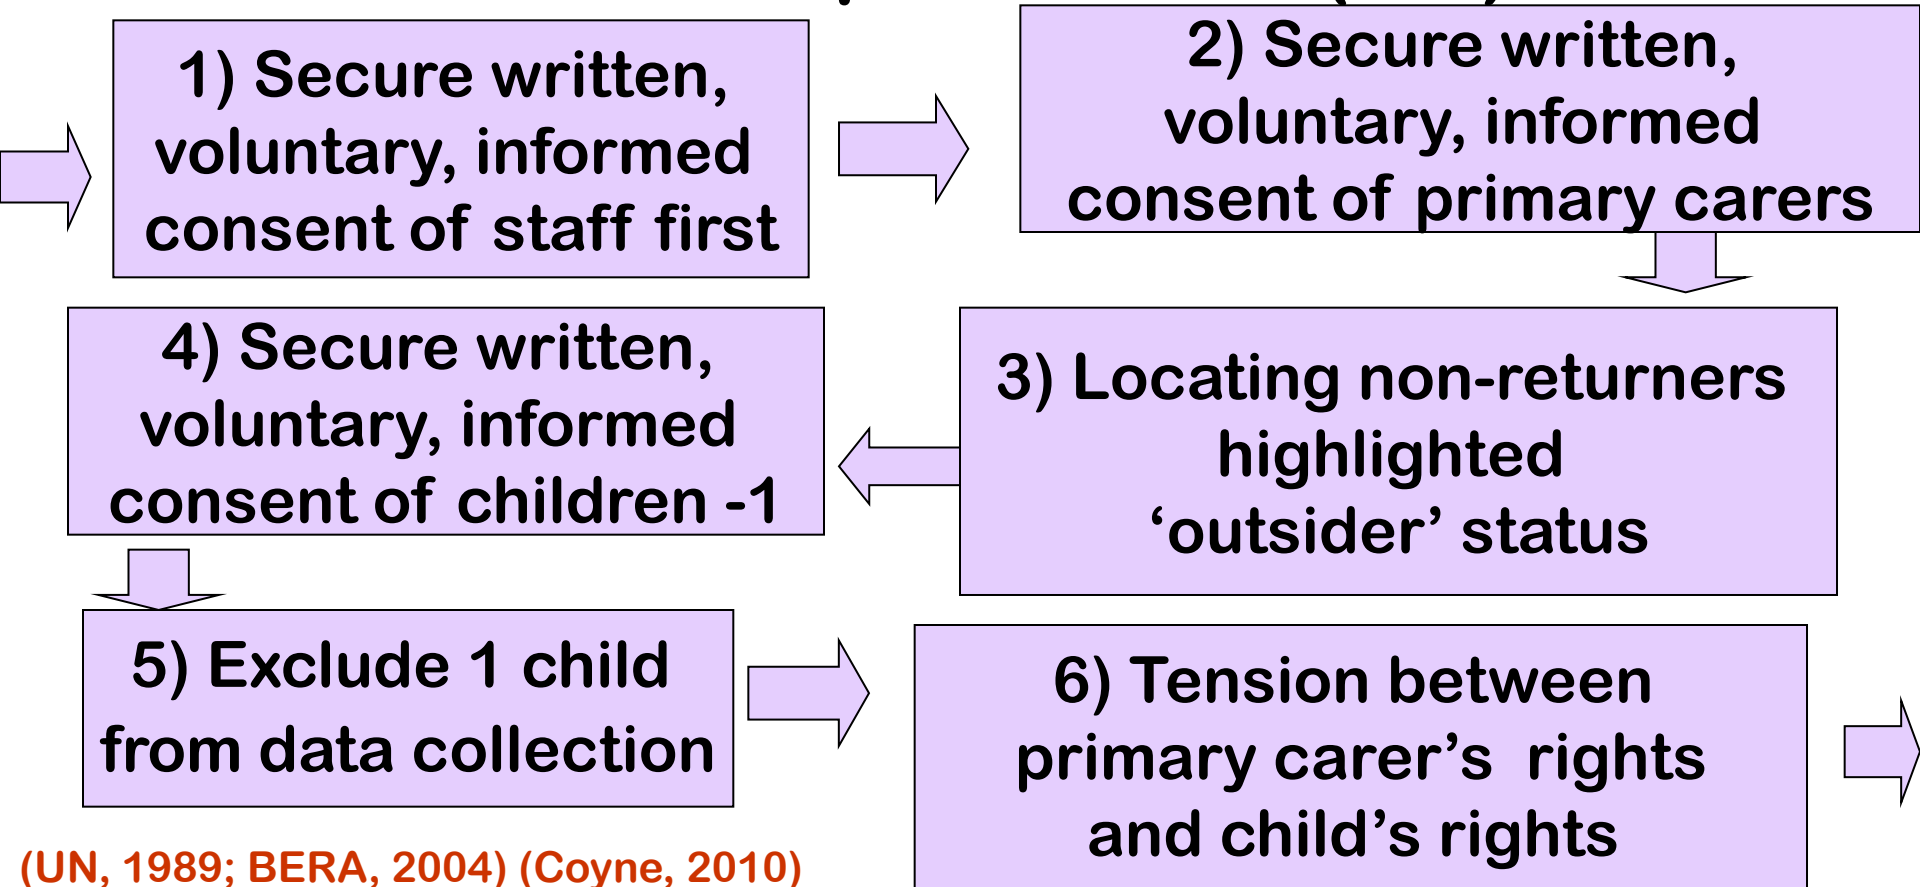 1) Secure written,
voluntary, informed
consent of staff first
2) Secure written,
voluntary, informed
consent of primary carers
3) Locating non-returners
highlighted
‘outsider’ status
4) Secure written,
voluntary, informed
consent of children -1
5) Exclude 1 child
from data collection
6) Tension between
primary carer’s rights
and child’s rights
(UN, 1989; BERA, 2004) (Coyne, 2010)